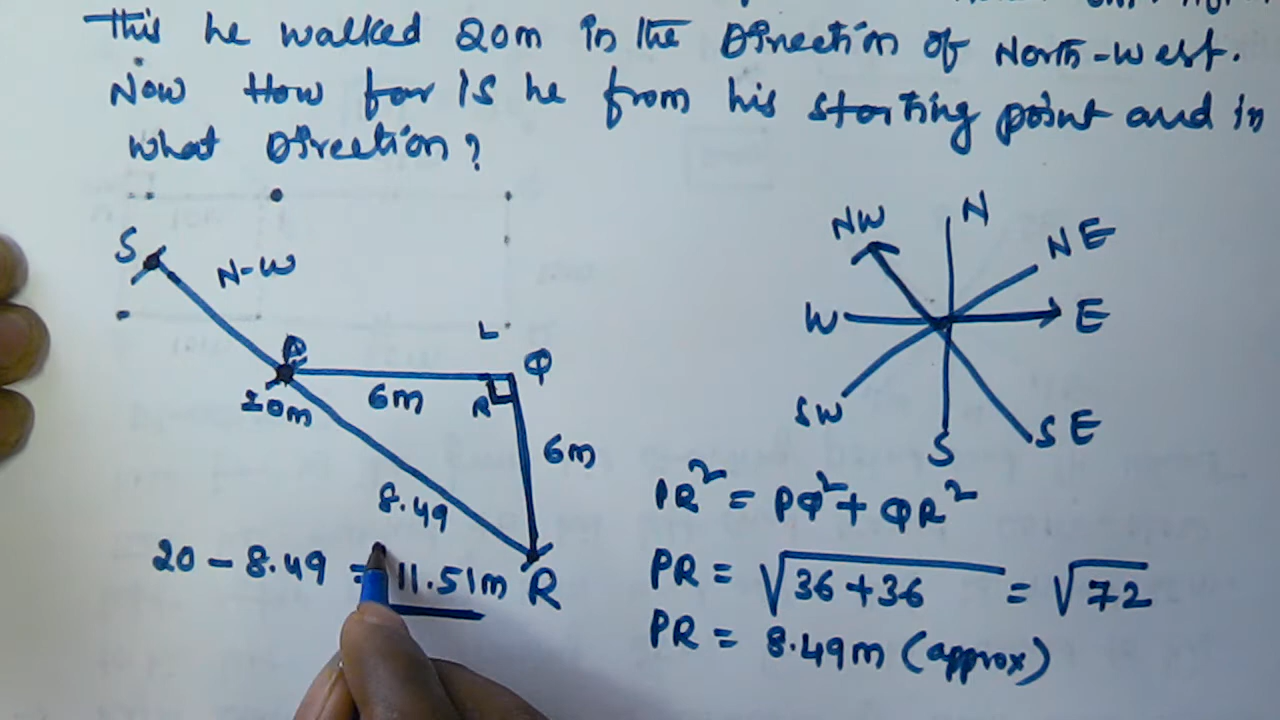 This he walked 20m in the Direction of North-West.
Now How far is he from his starting point and in
what Direction?
S
N-W
P
L
Q
20m
6m
R
6m
8.49
20 - 8.49 = 11.51m
R
N
NW
NE
W
E
SW
S
SE
PR² = PQ² + QR²
PR = √36+36 = √72
PR = 8.49m (approx)